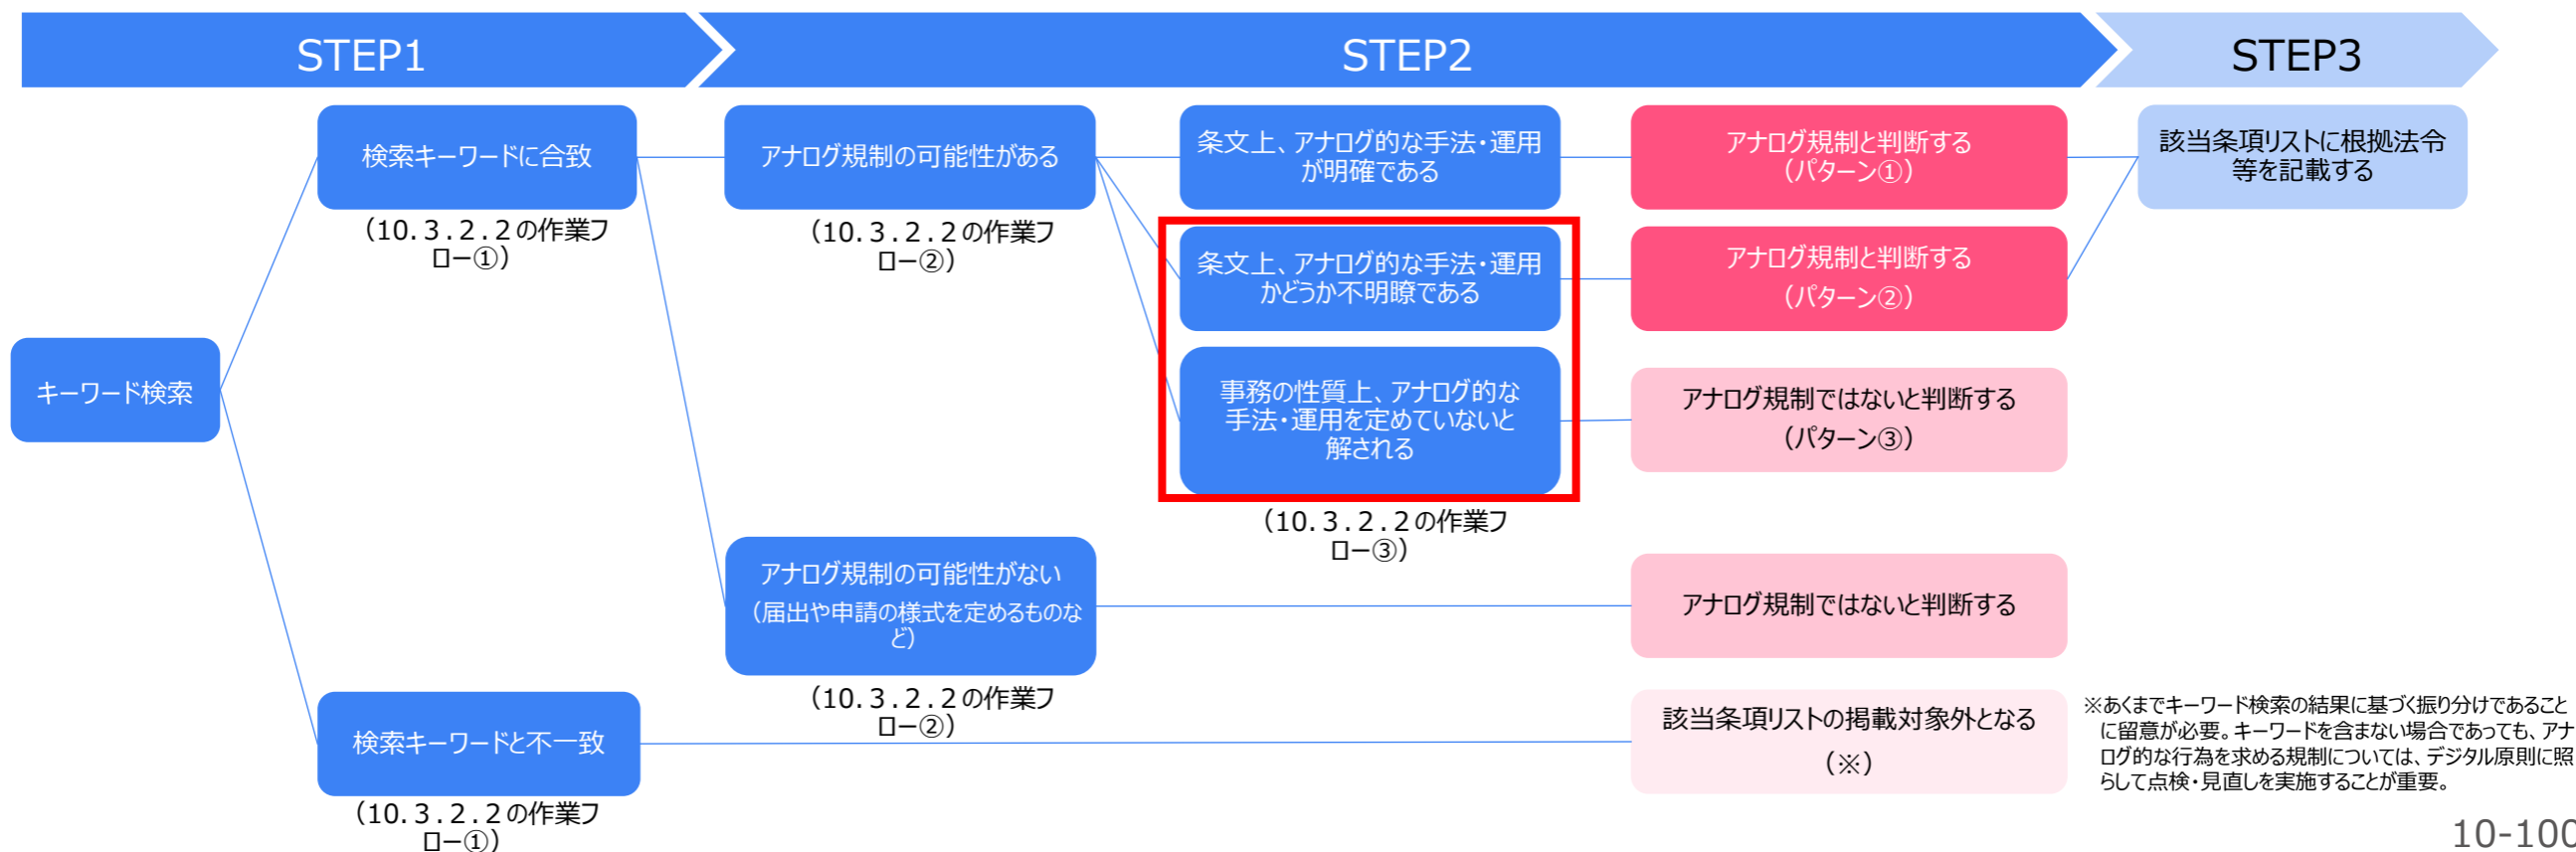 STEP1
STEP2
STEP3
キーワード検索
検索キーワードに合致
（10.3.2.2の作業フ
ロー①）
アナログ規制の可能性がある
（10.3.2.2の作業フ
ロー②）
条文上、アナログ的な手法・運用
が明確である
アナログ規制と判断する
（パターン①）
該当条項リストに根拠法令
等を記載する
条文上、アナログ的な手法・運用
かどうか不明瞭である
アナログ規制と判断する
（パターン②）
事務の性質上、アナログ的な
手法・運用を定めていないと
解される
（10.3.2.2の作業フ
ロー③）
アナログ規制ではないと判断する
（パターン③）
アナログ規制の可能性がない
（届出や申請の様式を定めるものな
ど）
（10.3.2.2の作業フ
ロー②）
アナログ規制ではないと判断する
検索キーワードと不一致
（10.3.2.2の作業フ
ロー①）
該当条項リストの掲載対象外となる
（※）
※あくまでキーワード検索の結果に基づく振り分けであること
に留意が必要。キーワードを含まない場合であっても、アナ
ログ的な行為を求める規制については、デジタル原則に照
らして点検・見直しを実施することが重要。
10-100